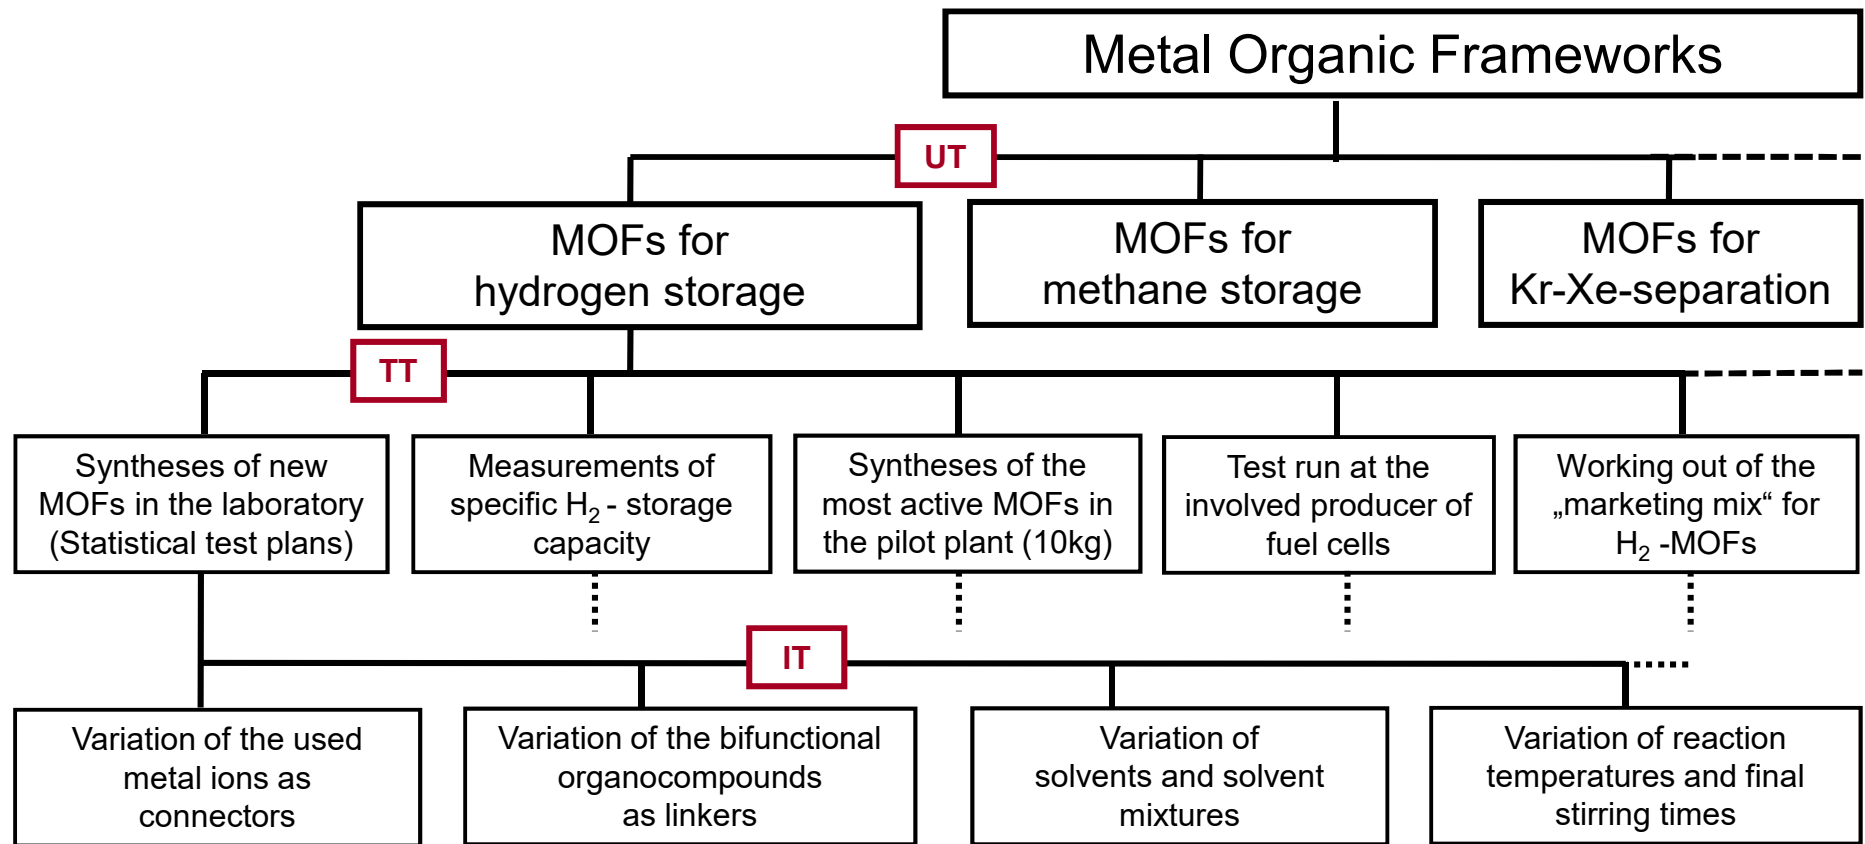 Metal Organic Frameworks
UT
MOFs for
hydrogen storage
MOFs for
methane storage
MOFs for
Kr-Xe-separation
TT
Syntheses of new
MOFs in the laboratory
(Statistical test plans)
Measurements of
specific H₂ - storage
capacity
Syntheses of the
most active MOFs in
the pilot plant (10kg)
Test run at the
involved producer of
fuel cells
Working out of the
„marketing mix“ for
H₂ -MOFs
IT
Variation of the used
metal ions as
connectors
Variation of the bifunctional
organocompounds
as linkers
Variation of
solvents and solvent
mixtures
Variation of reaction
temperatures and final
stirring times